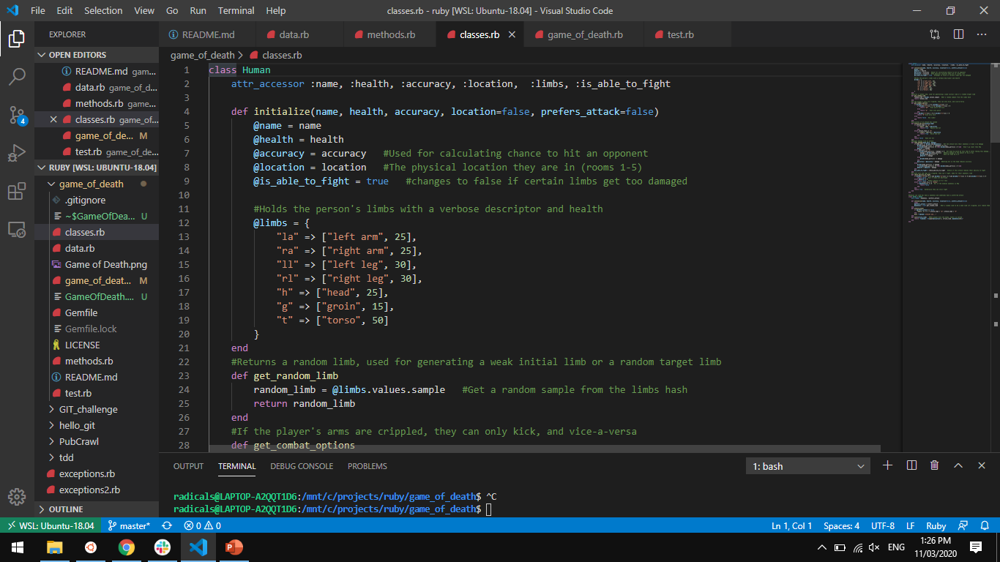 File Edit Selection View Go Run Terminal Help classes.rb - ruby [WSL: Ubuntu-18.04] - Visual Studio Code
EXPLORER
OPEN EDITORS
README.md gam...
data.rb game_of_d...
methods.rb game...
classes.rb game_of...
game_of_de... M
test.rb game_of_de...
RUBY [WSL: UBUNTU-18.04]
game_of_death
.gitignore
~$GameOfDea... U
classes.rb
data.rb
Game of Death.png
game_of_deat... M
GameOfDeath.... U
Gemfile
Gemfile.lock
LICENSE
methods.rb
README.md
test.rb
GIT_challenge
hello_git
PubCrawl
tdd
exceptions.rb
exceptions2.rb
OUTLINE
4
README.md data.rb methods.rb classes.rb game_of_death.rb test.rb
game_of_death > classes.rb
1 class Human
2 attr_accessor :name, :health, :accuracy, :location,  :limbs, :is_able_to_fight
3
4 def initialize(name, health, accuracy, location=false, prefers_attack=false)
5 @name = name
6 @health = health
7 @accuracy = accuracy   #Used for calculating chance to hit an opponent
8 @location = location   #The physical location they are in (rooms 1-5)
9 @is_able_to_fight = true   #changes to false if certain limbs get too damaged
10
11 #Holds the person's limbs with a verbose descriptor and health
12 @limbs = {
13 "la" => ["left arm", 25],
14 "ra" => ["right arm", 25],
15 "ll" => ["left leg", 30],
16 "rl" => ["right leg", 30],
17 "h" => ["head", 25],
18 "g" => ["groin", 15],
19 "t" => ["torso", 50]
20 }
21 end
22 #Returns a random limb, used for generating a weak initial limb or a random target limb
23 def get_random_limb
24 random_limb = @limbs.values.sample   #Get a random sample from the limbs hash
25 return random_limb
26 end
27 #If the player's arms are crippled, they can only kick, and vice-a-versa
28 def get_combat_options
OUTPUT TERMINAL DEBUG CONSOLE PROBLEMS 1: bash
radicals@LAPTOP-A2QQT1D6:/mnt/c/projects/ruby/game_of_death$ ^C
radicals@LAPTOP-A2QQT1D6:/mnt/c/projects/ruby/game_of_death$
WSL: Ubuntu-18.04 master* 0 0 Ln 1, Col 1 Spaces: 4 UTF-8 LF Ruby
ENG
1:26 PM
11/03/2020